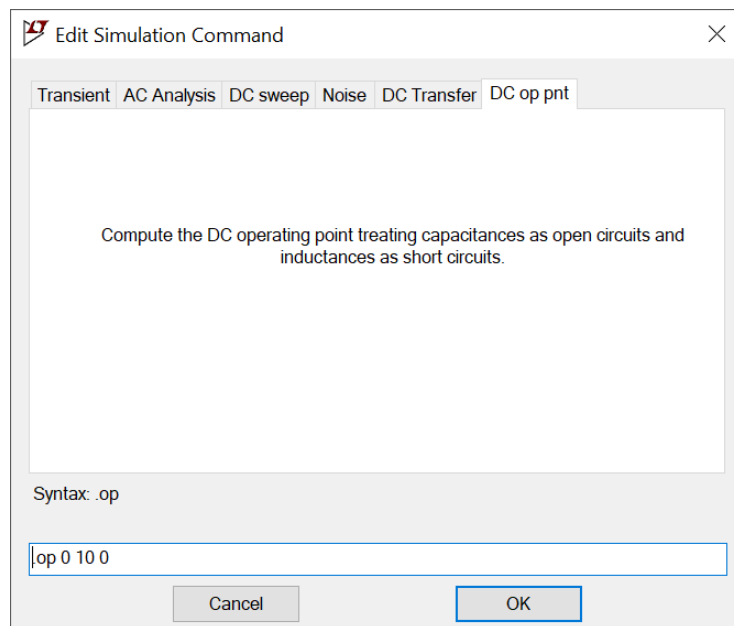 Edit Simulation Command
Transient AC Analysis DC sweep Noise DC Transfer DC op pnt
Compute the DC operating point treating capacitances as open circuits and
inductances as short circuits.
Syntax: .op
.op 0 10 0
Cancel OK